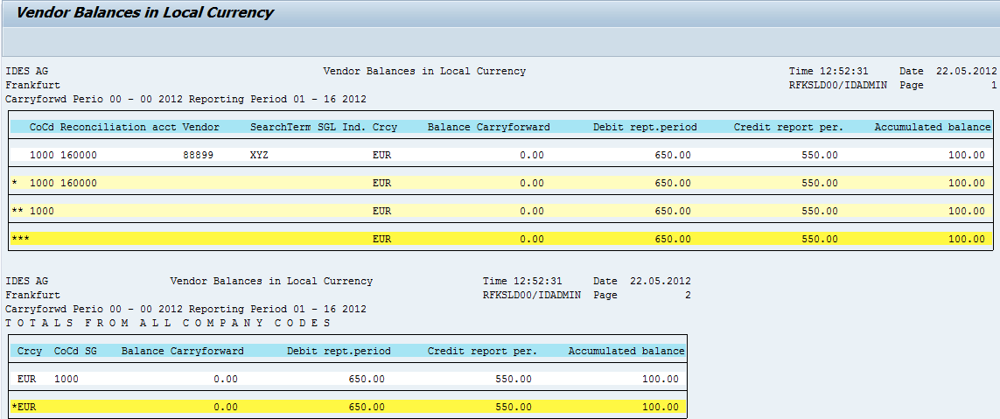 Vendor Balances in Local Currency
IDES AG Vendor Balances in Local Currency Time 12:52:31 Date 22.05.2012
Frankfurt RFKSLD00/IDADMIN Page 1
Carryforwd Perio 00 - 00 2012 Reporting Period 01 - 16 2012
CoCd Reconciliation acct Vendor SearchTerm SGL Ind. Crcy Balance Carryforward Debit rept.period Credit report per. Accumulated balance
1000 160000 88899 XYZ EUR 0.00 650.00 550.00 100.00
* 1000 160000 EUR 0.00 650.00 550.00 100.00
** 1000 EUR 0.00 650.00 550.00 100.00
*** EUR 0.00 650.00 550.00 100.00
IDES AG Vendor Balances in Local Currency Time 12:52:31 Date 22.05.2012
Frankfurt RFKSLD00/IDADMIN Page 2
Carryforwd Perio 00 - 00 2012 Reporting Period 01 - 16 2012
T O T A L S F R O M A L L C O M P A N Y C O D E S
Crcy CoCd SG Balance Carryforward Debit rept.period Credit report per. Accumulated balance
EUR 1000 0.00 650.00 550.00 100.00
*EUR 0.00 650.00 550.00 100.00